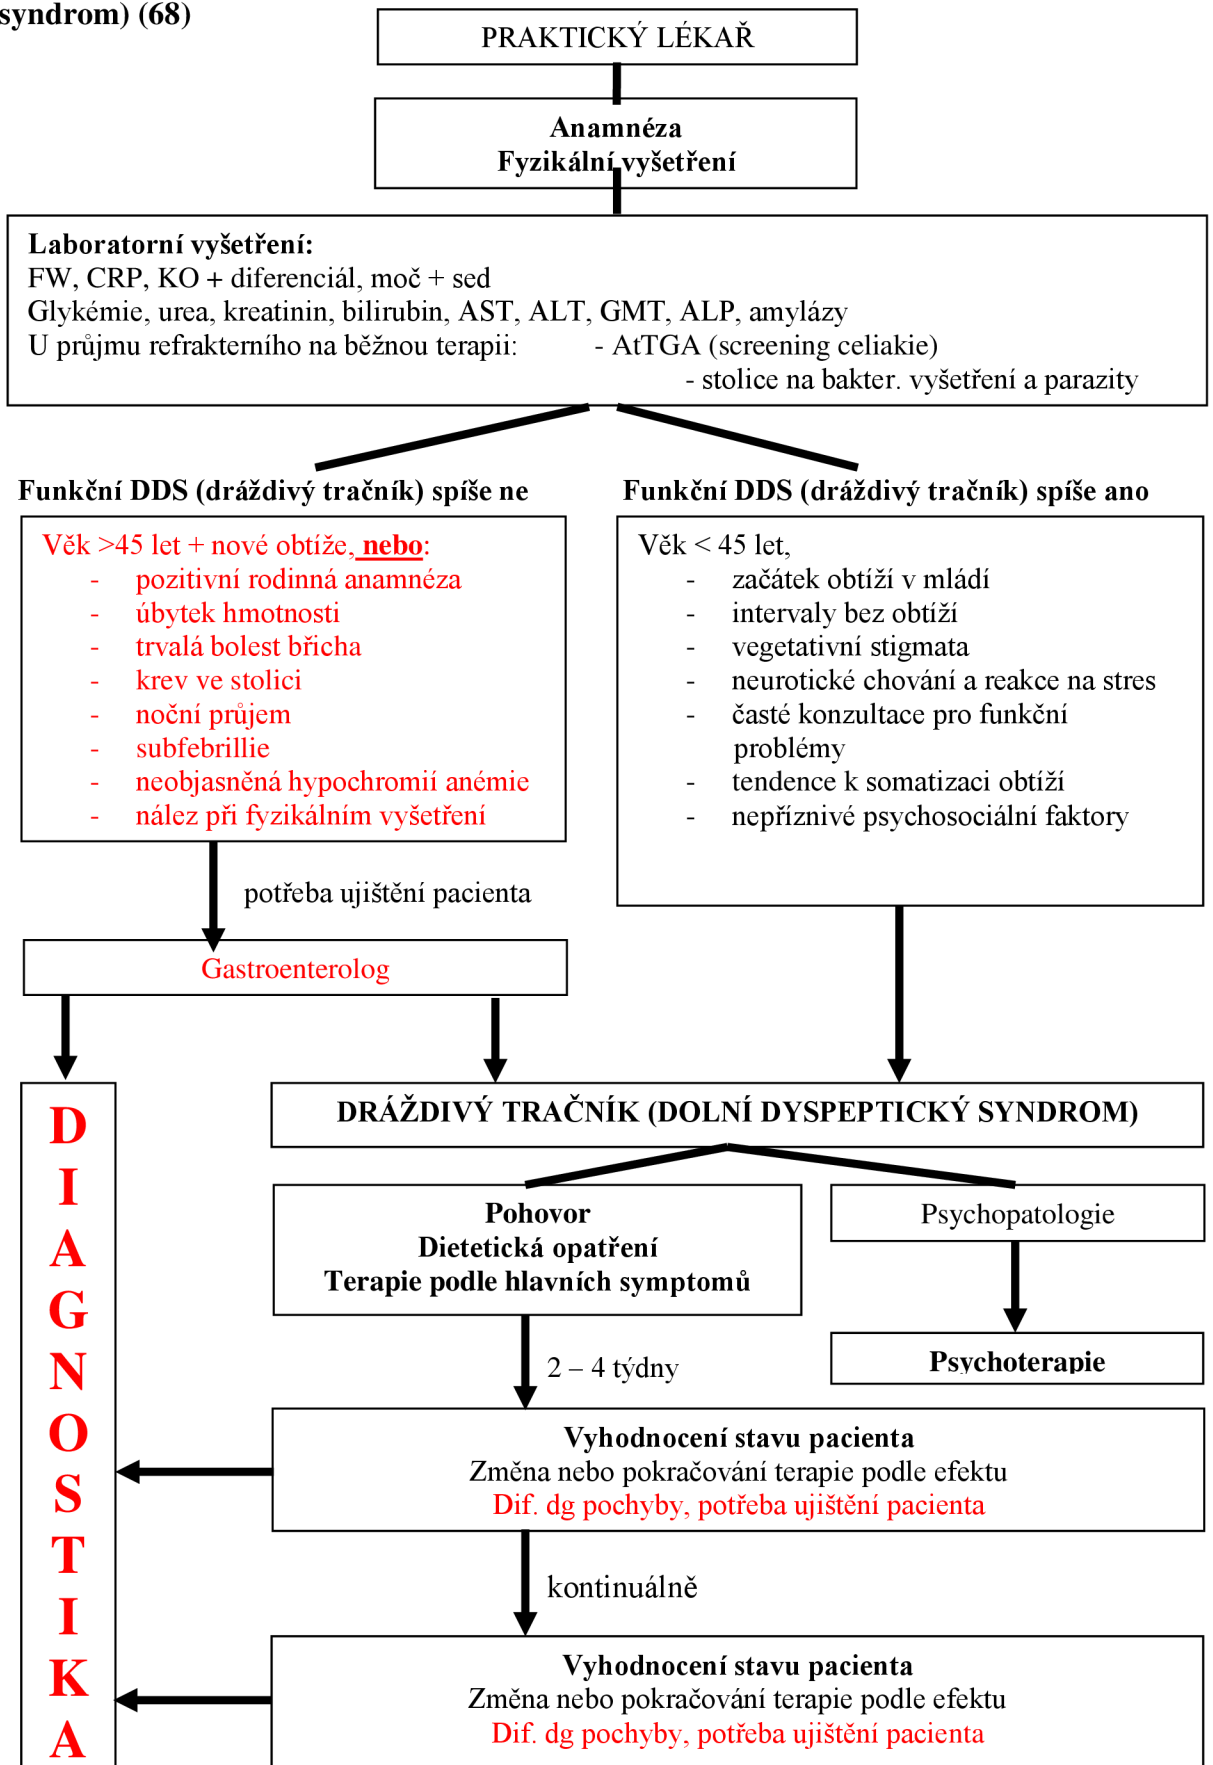 syndrom) (68)
PRAKTICKÝ LÉKAŘ
Anamnéza
Fyzikální vyšetření
Laboratorní vyšetření:
FW, CRP, KO + diferenciál, moč + sed
Glykémie, urea, kreatinin, bilirubin, AST, ALT, GMT, ALP, amylázy
U průjmu refrakterního na běžnou terapii: - AtTGA (screening celiakie)
- stolice na bakter. vyšetření a parazity
Funkční DDS (dráždivý tračník) spíše ne
Věk >45 let + nové obtíže, nebo:
- pozitivní rodinná anamnéza
- úbytek hmotnosti
- trvalá bolest břicha
- krev ve stolici
- noční průjem
- subfebrillie
- neobjasněná hypochromií anémie
- nález při fyzikálním vyšetření
Funkční DDS (dráždivý tračník) spíše ano
Věk < 45 let,
- začátek obtíží v mládí
- intervaly bez obtíží
- vegetativní stigmata
- neurotické chování a reakce na stres
- časté konzultace pro funkční
problémy
- tendence k somatizaci obtíží
- nepříznivé psychosociální faktory
potřeba ujištění pacienta
Gastroenterolog
D
I
A
G
N
O
S
T
I
K
A
DRÁŽDIVÝ TRAČNÍK (DOLNÍ DYSPEPTICKÝ SYNDROM)
Pohovor
Dietetická opatření
Terapie podle hlavních symptomů
Psychopatologie
Psychoterapie
2 – 4 týdny
Vyhodnocení stavu pacienta
Změna nebo pokračování terapie podle efektu
Dif. dg pochyby, potřeba ujištění pacienta
kontinuálně
Vyhodnocení stavu pacienta
Změna nebo pokračování terapie podle efektu
Dif. dg pochyby, potřeba ujištění pacienta